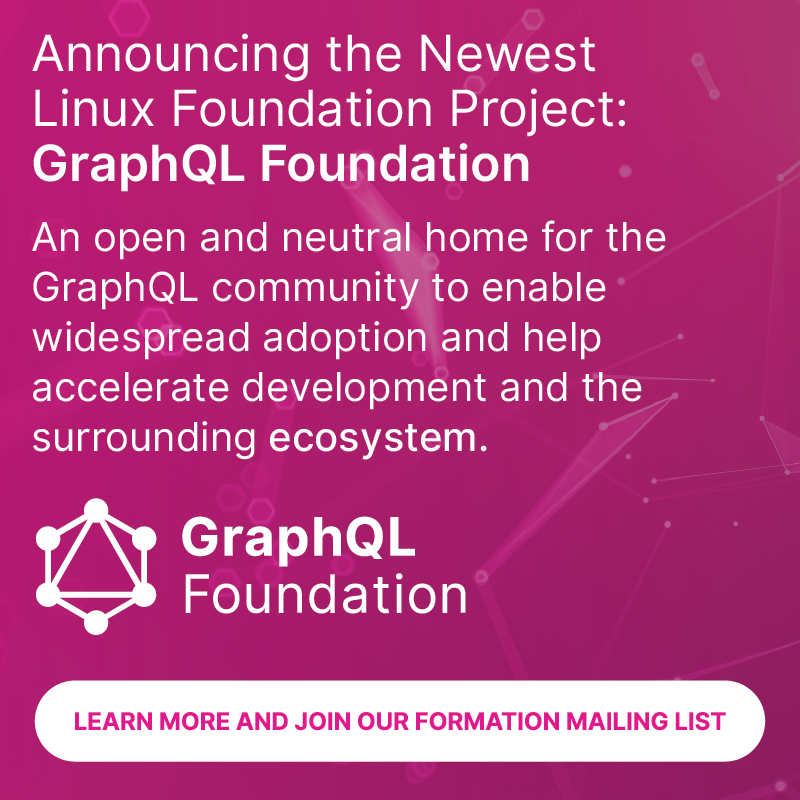 Announcing the Newest
Linux Foundation Project:
GraphQL Foundation
An open and neutral home for the
GraphQL community to enable
widespread adoption and help
accelerate development and the
surrounding ecosystem.
GraphQL
Foundation
LEARN MORE AND JOIN OUR FORMATION MAILING LIST